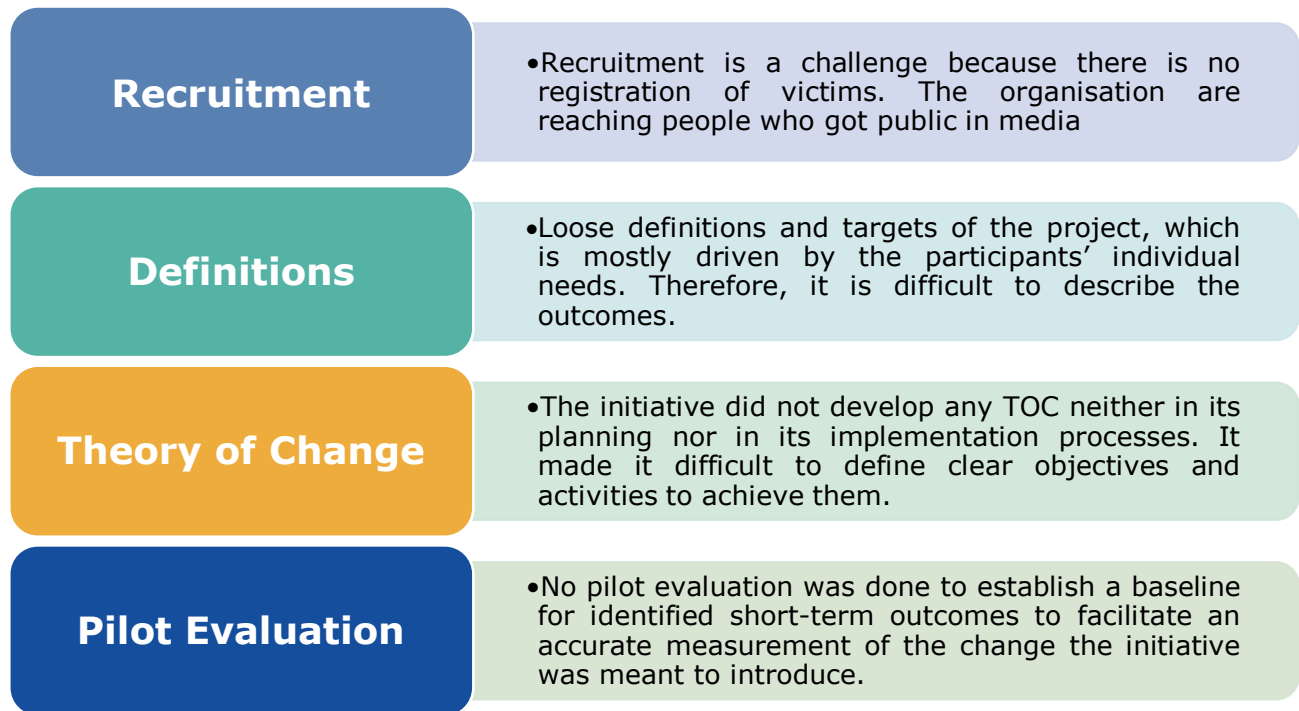 Recruitment
•Recruitment is a challenge because there is no
registration of victims. The organisation are
reaching people who got public in media
Definitions
•Loose definitions and targets of the project, which
is mostly driven by the participants’ individual
needs. Therefore, it is difficult to describe the
outcomes.
Theory of Change
•The initiative did not develop any TOC neither in its
planning nor in its implementation processes. It
made it difficult to define clear objectives and
activities to achieve them.
Pilot Evaluation
•No pilot evaluation was done to establish a baseline
for identified short-term outcomes to facilitate an
accurate measurement of the change the initiative
was meant to introduce.